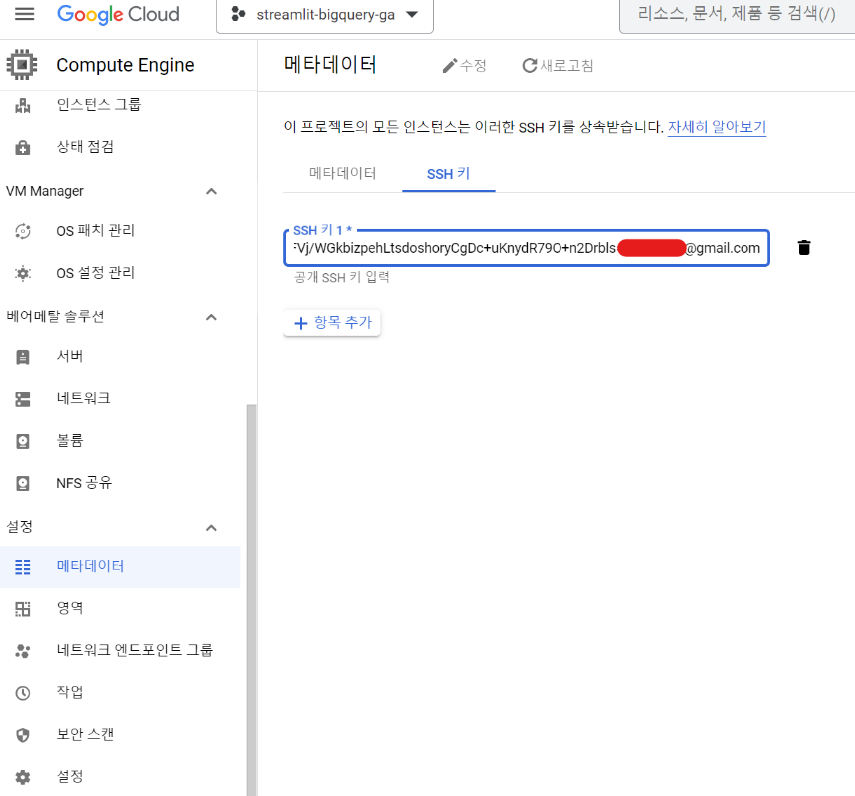 Google Cloud
streamlit-bigquery-ga
리소스, 문서, 제품 등 검색(/)
Compute Engine
인스턴스 그룹
상태 점검
VM Manager
OS 패치 관리
OS 설정 관리
베어메탈 솔루션
서버
네트워크
볼륨
NFS 공유
설정
메타데이터
영역
네트워크 엔드포인트 그룹
작업
보안 스캔
설정
메타데이터
수정
새로고침
이 프로젝트의 모든 인스턴스는 이러한 SSH 키를 상속받습니다. 자세히 알아보기
메타데이터
SSH 키
SSH 키 1 *
Vj/WGkbizpehLtsdoshoryCgDc+uKnydR79O+n2Drbls @gmail.com
공개 SSH 키 입력
+ 항목 추가